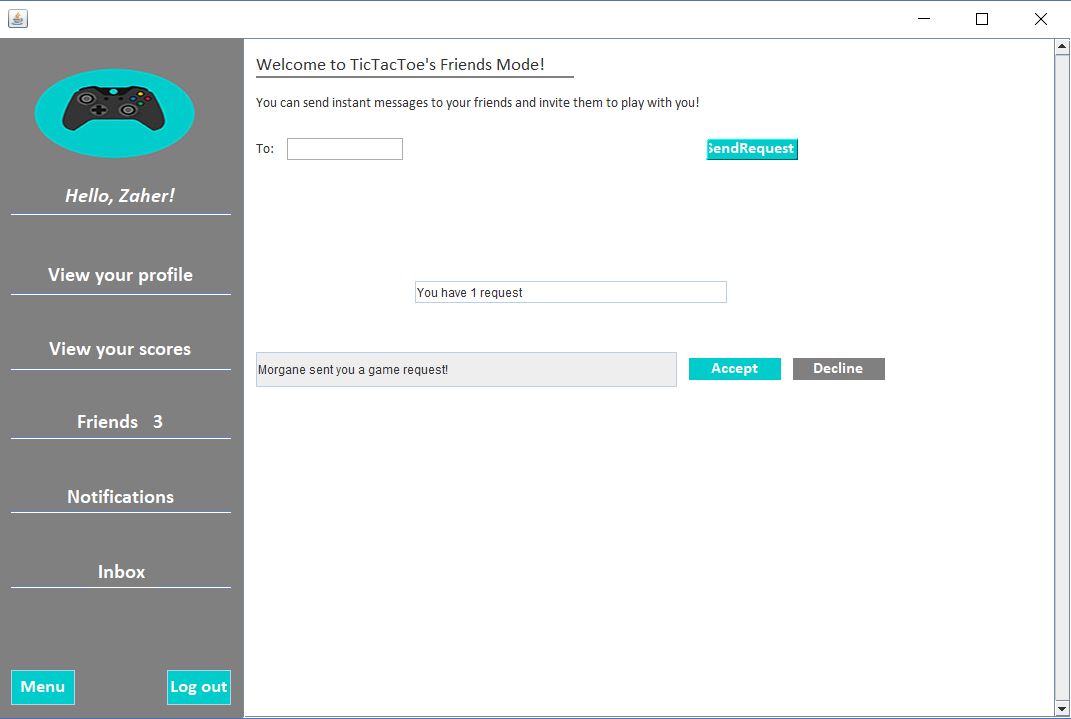 Hello, Zaher!
View your profile
View your scores
Friends 3
Notifications
Inbox
Menu
Log out
Welcome to TicTacToe's Friends Mode!
You can send instant messages to your friends and invite them to play with you!
To:
SendRequest
You have 1 request
Morgane sent you a game request!
Accept
Decline